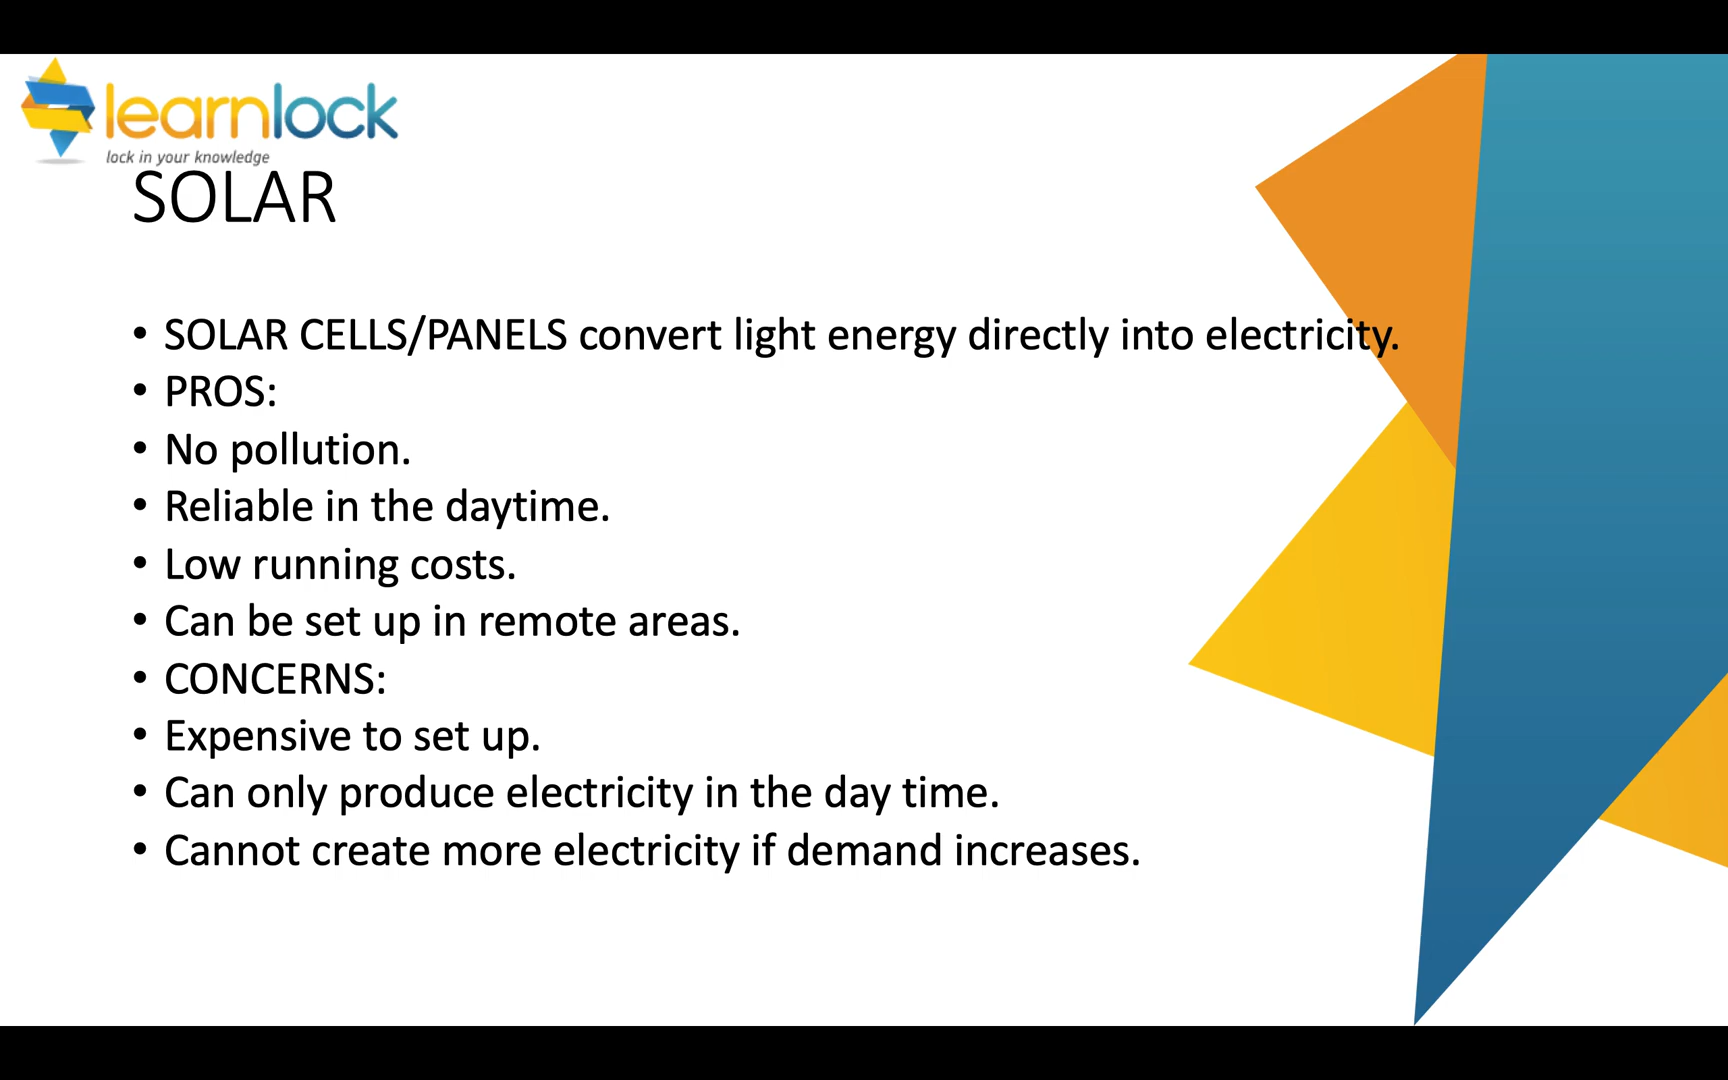 learnlock
lock in your knowledge
SOLAR
• SOLAR CELLS/PANELS convert light energy directly into electricity.
• PROS:
• No pollution.
• Reliable in the daytime.
• Low running costs.
• Can be set up in remote areas.
• CONCERNS:
• Expensive to set up.
• Can only produce electricity in the day time.
• Cannot create more electricity if demand increases.